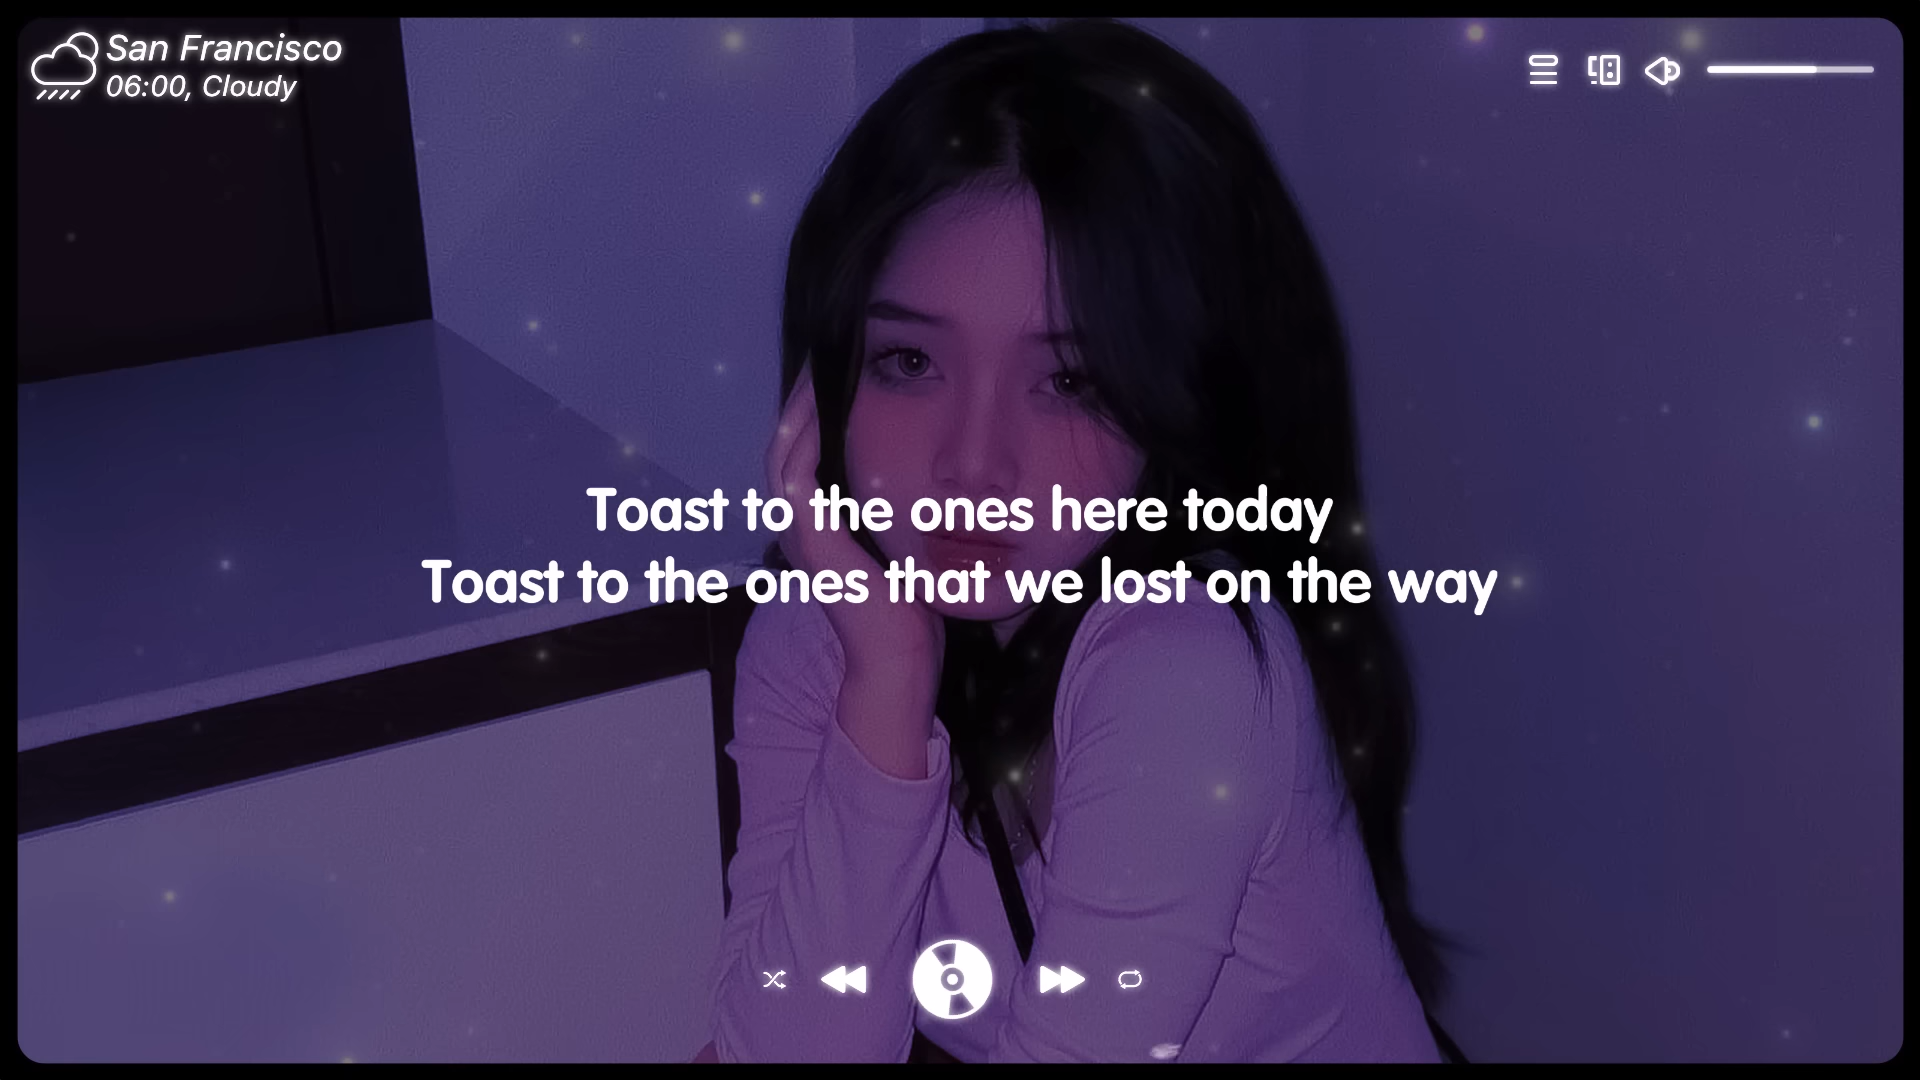 San Francisco
06:00, Cloudy
Toast to the ones here today
Toast to the ones that we lost on the way